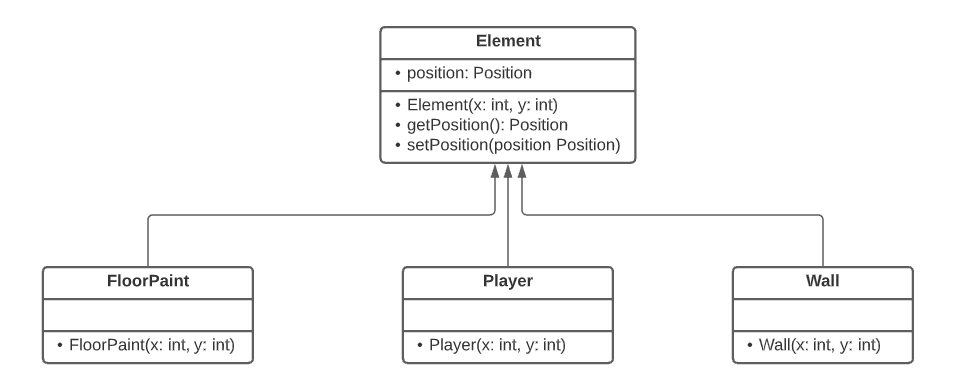 Element
• position: Position
• Element(x: int, y: int)
• getPosition(): Position
• setPosition(position Position)
FloorPaint
• FloorPaint(x: int, y: int)
Player
• Player(x: int, y: int)
Wall
• Wall(x: int, y: int)